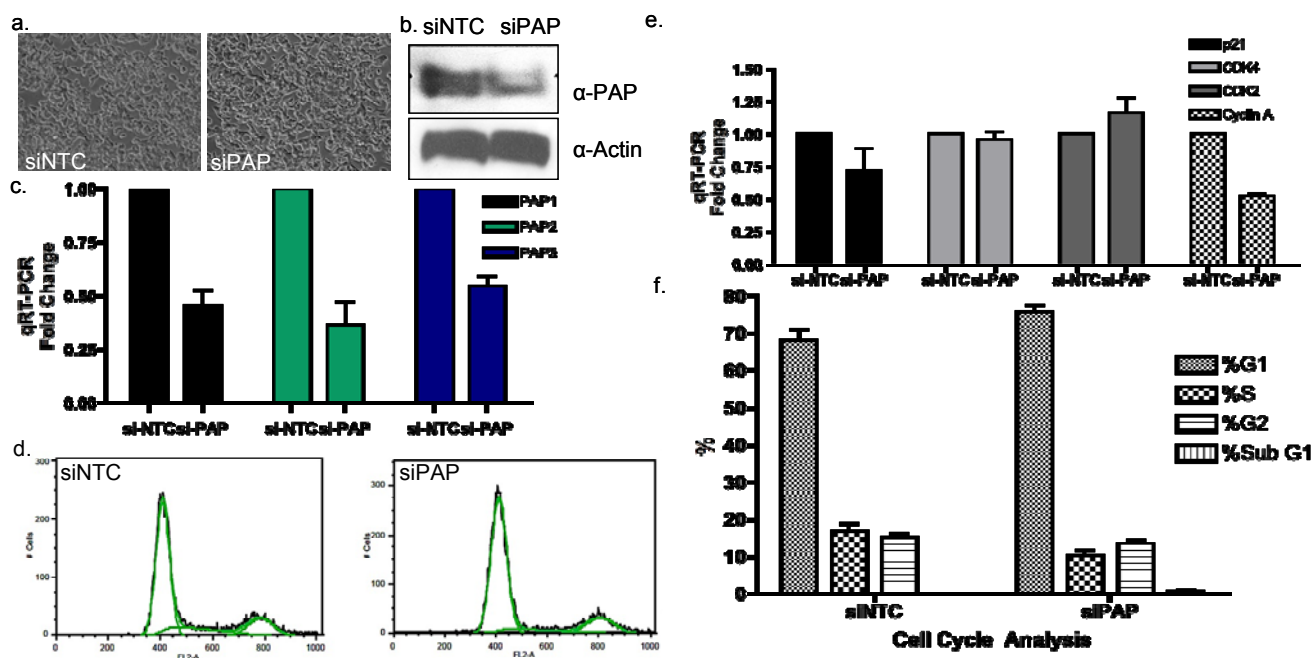 a.
siNTC
siPAP
b.
siNTC siPAP
α-PAP
α-Actin
c.
qRT-PCR
Fold Change
1.00
0.75
0.50
0.25
0.00
PAP1
PAP2
PAP3
si-NTC si-PAP
si-NTC si-PAP
si-NTC si-PAP
d.
siNTC
# Cells
300
200
100
0
0 200 400 600 800 1000
FL2-A
siPAP
# Cells
300
200
100
0
0 200 400 600 800 1000
FL2-A
e.
qRT-PCR
Fold Change
1.50
1.25
1.00
0.75
0.50
0.25
0.00
p21
CDK4
CDK2
Cyclin A
si-NTC si-PAP
si-NTC si-PAP
si-NTC si-PAP
si-NTC si-PAP
f.
%
80
70
60
50
40
30
20
10
0
%G1
%S
%G2
%Sub G1
siNTC
siPAP
Cell Cycle Analysis